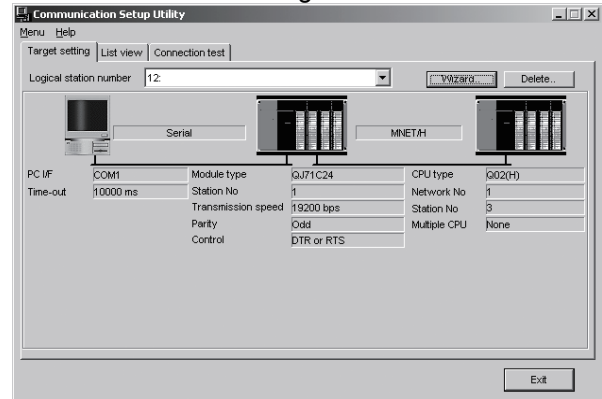 Communication Setup Utility
Menu Help
Target setting List view Connection test
Logical station number 12: Wizard... Delete..
Serial MNET/H
PC I/F COM1 Module type QJ71C24 CPU type Q02(H)
Time-out 10000 ms Station No 1 Network No 1
Transmission speed 19200 bps Station No 3
Parity Odd Multiple CPU None
Control DTR or RTS
Exit